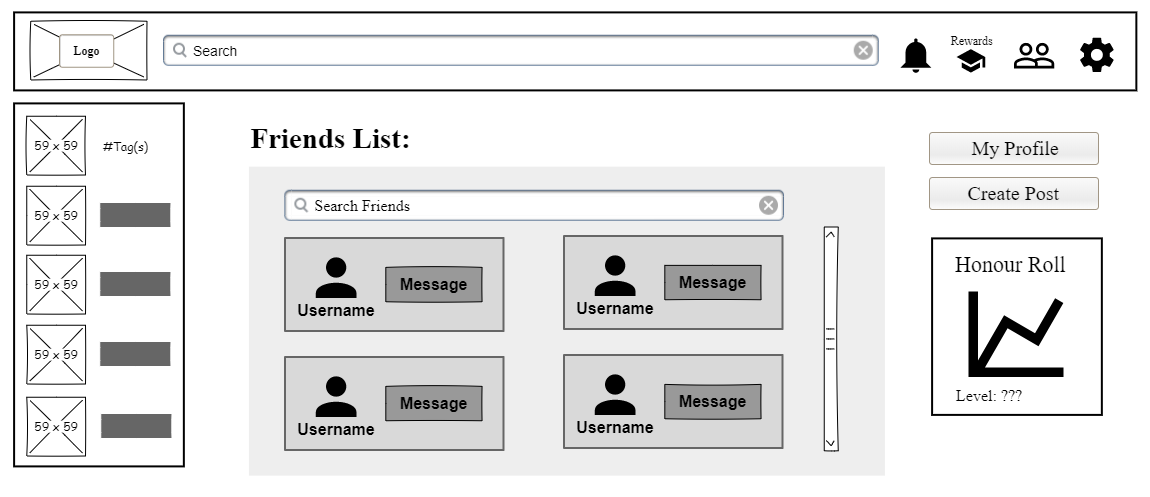 Logo
Search
Rewards
59 x 59
#Tag(s)
59 x 59
59 x 59
59 x 59
59 x 59
Friends List:
Search Friends
Message
Username
Message
Username
Message
Username
Message
Username
My Profile
Create Post
Honour Roll
Level: ???